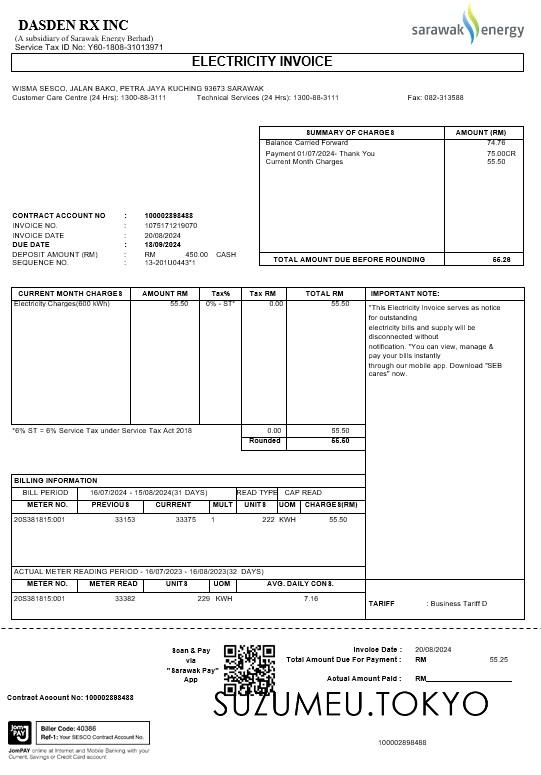 DASDEN RX INC
(A subsidiary of Sarawak Energy Berhad)
Service Tax ID No: Y60-1808-31013971
sarawak energy
ELECTRICITY INVOICE
WISMA SESCO, JALAN BAKO, PETRA JAYA KUCHING 93673 SARAWAK
Customer Care Centre (24 Hrs): 1300-88-3111 Technical Services (24 Hrs): 1300-88-3111 Fax: 082-313588
SUMMARY OF CHARGES AMOUNT (RM)
Balance Carried Forward 74.76
Payment 01/07/2024- Thank You 75.00CR
Current Month Charges 55.50
CONTRACT ACCOUNT NO : 100002898488
INVOICE NO. : 1075171219070
INVOICE DATE : 20/08/2024
DUE DATE : 18/09/2024
DEPOSIT AMOUNT (RM) : RM 450.00 CASH
SEQUENCE NO. : 13-201U0443*1
TOTAL AMOUNT DUE BEFORE ROUNDING 55.26
CURRENT MONTH CHARGES AMOUNT RM Tax% Tax RM TOTAL RM IMPORTANT NOTE:
Electricity Charges(600 kWh) 55.50 0% - ST* 0.00 55.50
"This Electricity Invoice serves as notice
for outstanding
electricity bills and supply will be
disconnected without
notification. "You can view, manage &
pay your bills instantly
through our mobile app. Download "SEB
cares" now.
*6% ST = 6% Service Tax under Service Tax Act 2018 0.00 55.50
Rounded 55.50
BILLING INFORMATION
BILL PERIOD 16/07/2024 - 15/08/2024(31 DAYS) READ TYPE CAP READ
METER NO. PREVIOUS CURRENT MULT UNITS UOM CHARGES(RM)
20S381815:001 33153 33375 1 222 KWH 55.50
ACTUAL METER READING PERIOD - 16/07/2023 - 16/08/2023(32 DAYS)
METER NO. METER READ UNITS UOM AVG. DAILY CONS.
20S381815:001 33382 229 KWH 7.16
TARIFF : Business Tariff D
Scan & Pay
via
"Sarawak Pay"
App
Invoice Date : 20/08/2024
Total Amount Due For Payment : RM 55.25
Actual Amount Paid : RM
Contract Account No: 100002898488
SUZUMEU.TOKYO
JomPAY
Biller Code: 40386
Ref-1: Your SESCO Contract Account No.
JomPAY online at Internet and Mobile Banking with your
Current, Savings or Credit Card account
100002898488